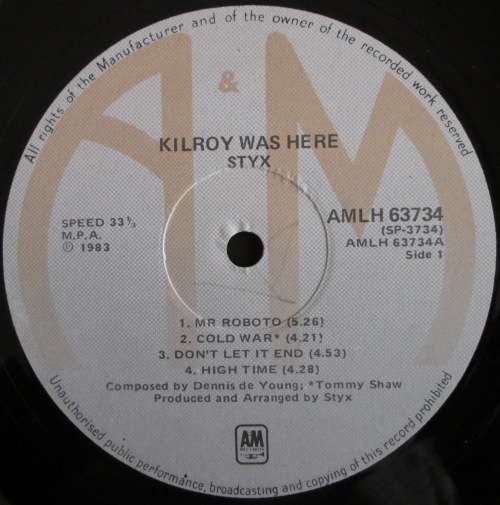 All rights of the Manufacturer and of the owner of the recorded work reserved
A & M
KILROY WAS HERE
STYX
SPEED 33⅓
M.P.A.
Ⓟ 1983
AMLH 63734
(SP-3734)
AMLH 63734A
Side 1
1. MR ROBOTO (5.26)
2. COLD WAR* (4.21)
3. DON'T LET IT END (4.53)
4. HIGH TIME (4.28)
Composed by Dennis de Young; *Tommy Shaw
Produced and Arranged by Styx
AM
RECORDS
Unauthorised public performance, broadcasting and copying of this record prohibited